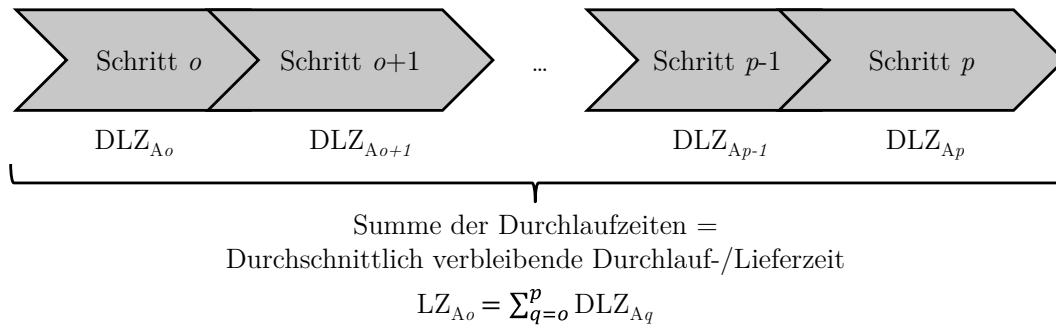 Schritt o Schritt o+1 ... Schritt p-1 Schritt p
DLZ_Ao DLZ_Ao+1 DLZ_Ap-1 DLZ_Ap
Summe der Durchlaufzeiten =
Durchschnittlich verbleibende Durchlauf-/Lieferzeit
LZ_Ao = ∑_{q=o}^{p} DLZ_Aq